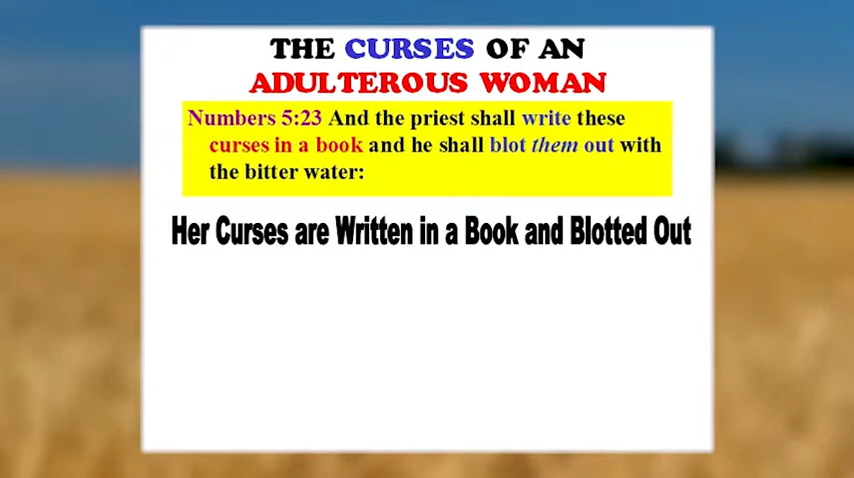 THE CURSES OF AN
ADULTEROUS WOMAN
Numbers 5:23 And the priest shall write these
curses in a book and he shall blot them out with
the bitter water:
Her Curses are Written in a Book and Blotted Out